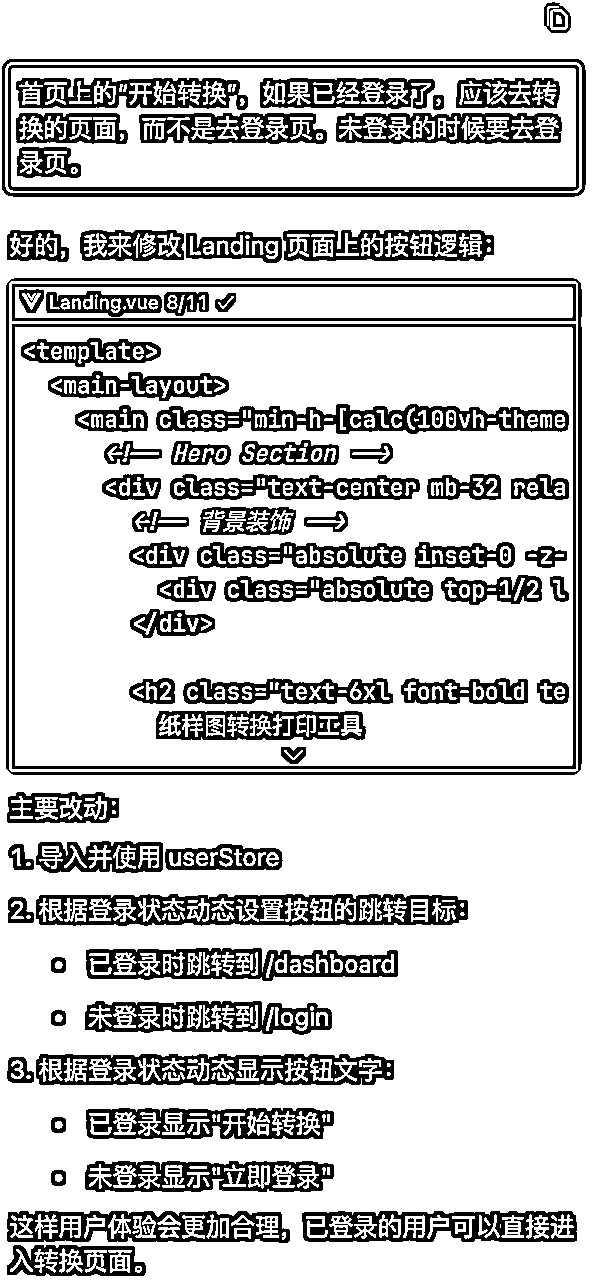 首页上的"开始转换"，如果已经登录了，应该去转
换的页面，而不是去登录页。未登录的时候要去登
录页。
好的，我来修改 Landing 页面上的按钮逻辑：
Landing.vue 8/11 ✓
<template>
<main-layout>
<main class="min-h-[calc(100vh-theme
<!-- Hero Section -->
<div class="text-center mb-32 rela
<!-- 背景装饰 -->
<div class="absolute inset-0 -z-
<div class="absolute top-1/2 l
</div>
<h2 class="text-6xl font-bold te
纸样图转换打印工具
主要改动：
1. 导入并使用 userStore
2. 根据登录状态动态设置按钮的跳转目标：
○ 已登录时跳转到 /dashboard
○ 未登录时跳转到 /login
3. 根据登录状态动态显示按钮文字：
○ 已登录显示"开始转换"
○ 未登录显示"立即登录"
这样用户体验会更加合理，已登录的用户可以直接进
入转换页面。